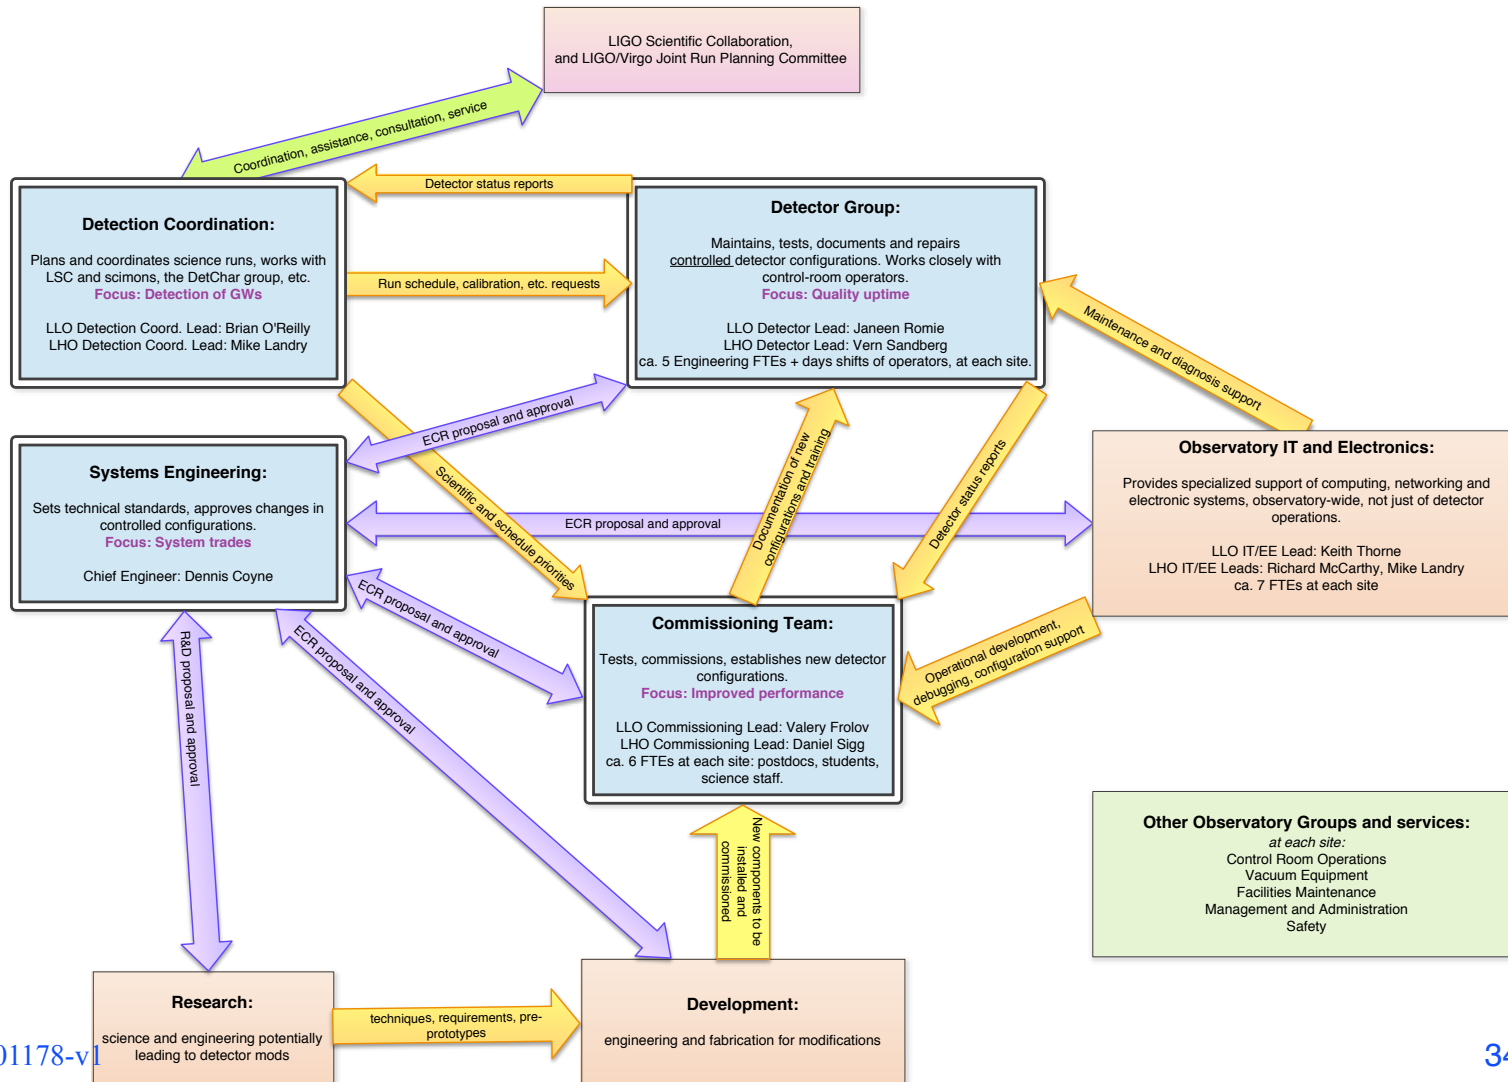 LIGO Scientific Collaboration,
and LIGO/Virgo Joint Run Planning Committee
Coordination, assistance, consultation, service
Detector status reports
Detection Coordination:
Plans and coordinates science runs, works with
LSC and scimons, the DetChar group, etc.
Focus: Detection of GWs
LLO Detection Coord. Lead: Brian O'Reilly
LHO Detection Coord. Lead: Mike Landry
Run schedule, calibration, etc. requests
Detector Group:
Maintains, tests, documents and repairs
controlled detector configurations. Works closely with
control-room operators.
Focus: Quality uptime
LLO Detector Lead: Janeen Romie
LHO Detector Lead: Vern Sandberg
ca. 5 Engineering FTEs + days shifts of operators, at each site.
Maintenance and diagnosis support
ECR proposal and approval
Scientific and schedule priorities
Documentation of new
configurations and training
Detector status reports
Systems Engineering:
Sets technical standards, approves changes in
controlled configurations.
Focus: System trades
Chief Engineer: Dennis Coyne
ECR proposal and approval
Observatory IT and Electronics:
Provides specialized support of computing, networking and
electronic systems, observatory-wide, not just of detector
operations.
LLO IT/EE Lead: Keith Thorne
LHO IT/EE Leads: Richard McCarthy, Mike Landry
ca. 7 FTEs at each site
ECR proposal and approval
Commissioning Team:
Tests, commissions, establishes new detector
configurations.
Focus: Improved performance
LLO Commissioning Lead: Valery Frolov
LHO Commissioning Lead: Daniel Sigg
ca. 6 FTEs at each site: postdocs, students,
science staff.
Operational development,
debugging, configuration support
R&D proposal and approval
ECR proposal and approval
New components to be
installed and
commissioned
Other Observatory Groups and services:
at each site:
Control Room Operations
Vacuum Equipment
Facilities Maintenance
Management and Administration
Safety
Research:
science and engineering potentially
leading to detector mods
techniques, requirements, pre-
prototypes
Development:
engineering and fabrication for modifications
01178-v1
34